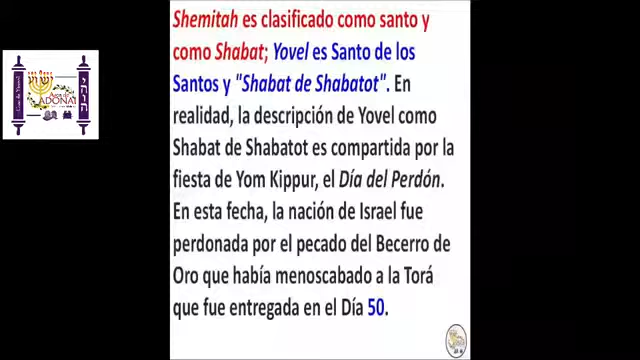 Shemitah es clasificado como santo y
como Shabat; Yovel es Santo de los
Santos y "Shabat de Shabatot". En
realidad, la descripción de Yovel como
Shabat de Shabatot es compartida por la
fiesta de Yom Kippur, el Día del Perdón.
En esta fecha, la nación de Israel fue
perdonada por el pecado del Becerro de
Oro que había menoscabado a la Torá
que fue entregada en el Día 50.
ADONAI